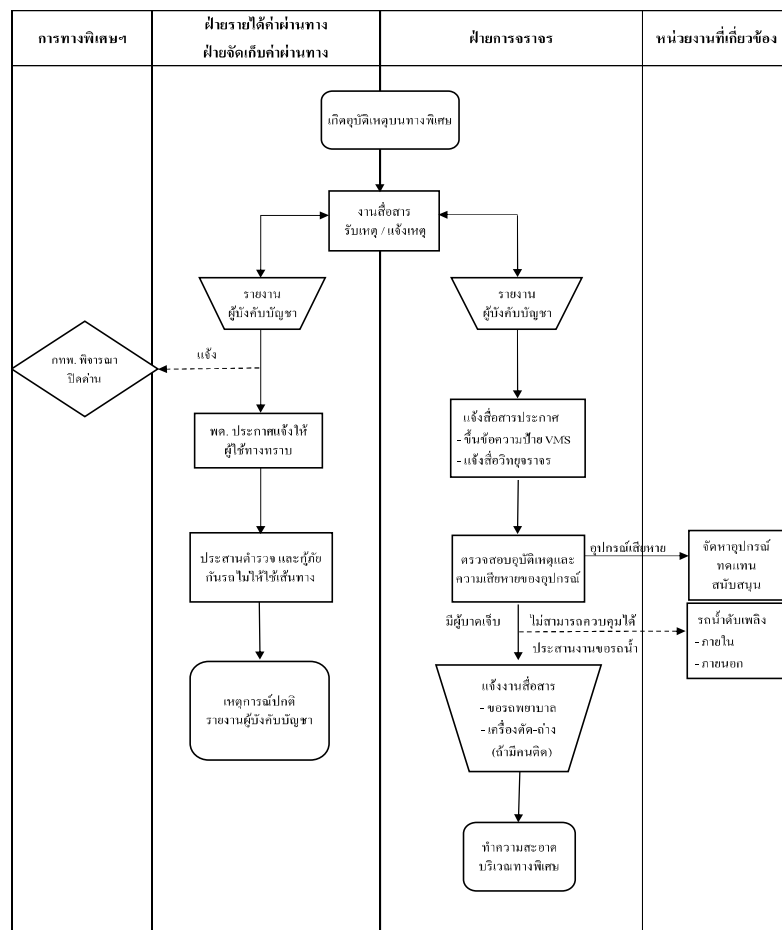 การทางพิเศษฯ
ฝ่ายรายได้ค่าผ่านทาง
ฝ่ายจัดเก็บค่าผ่านทาง
ฝ่ายการจราจร
หน่วยงานที่เกี่ยวข้อง
เกิดอุบัติเหตุบนทางพิเศษ
งานสื่อสาร
รับเหตุ / แจ้งเหตุ
รายงาน
ผู้บังคับบัญชา
รายงาน
ผู้บังคับบัญชา
กทพ. พิจารณา
ปิดด่าน
แจ้ง
พด. ประกาศแจ้งให้
ผู้ใช้ทางทราบ
แจ้งสื่อสารประกาศ
- ขึ้นข้อความป้าย VMS
- แจ้งสื่อวิทยุจราจร
ประสานตำรวจ และกู้ภัย
กันรถไม่ให้ใช้เส้นทาง
ตรวจสอบอุบัติเหตุและ
ความเสียหายของอุปกรณ์
อุปกรณ์เสียหาย
จัดหาอุปกรณ์
ทดแทน
สนับสนุน
มีผู้บาดเจ็บ
ไม่สามารถควบคุมได้
ประสานงานขอรถน้ำ
รถน้ำดับเพลิง
- ภายใน
- ภายนอก
เหตุการณ์ปกติ
รายงานผู้บังคับบัญชา
แจ้งงานสื่อสาร
- ขอรถพยาบาล
- เครื่องตัด-ถ่าง
(ถ้ามีคนติด)
ทำความสะอาด
บริเวณทางพิเศษ